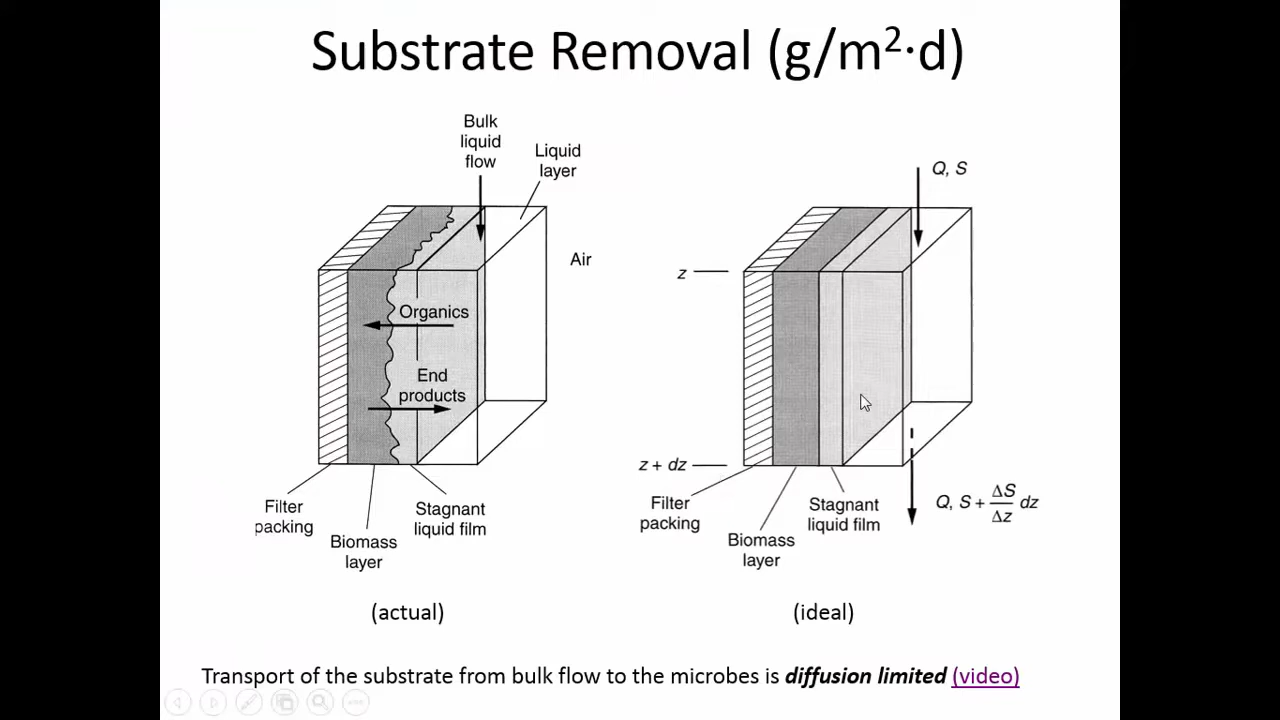 Substrate Removal (g/m²·d)
Bulk
liquid
flow
Liquid
layer
Air
Organics
End
products
Filter
packing
Biomass
layer
Stagnant
liquid film
(actual)
Q, S
z
z + dz
Filter
packing
Biomass
layer
Stagnant
liquid film
Q, S + ΔS/Δz dz
(ideal)
Transport of the substrate from bulk flow to the microbes is diffusion limited (video)